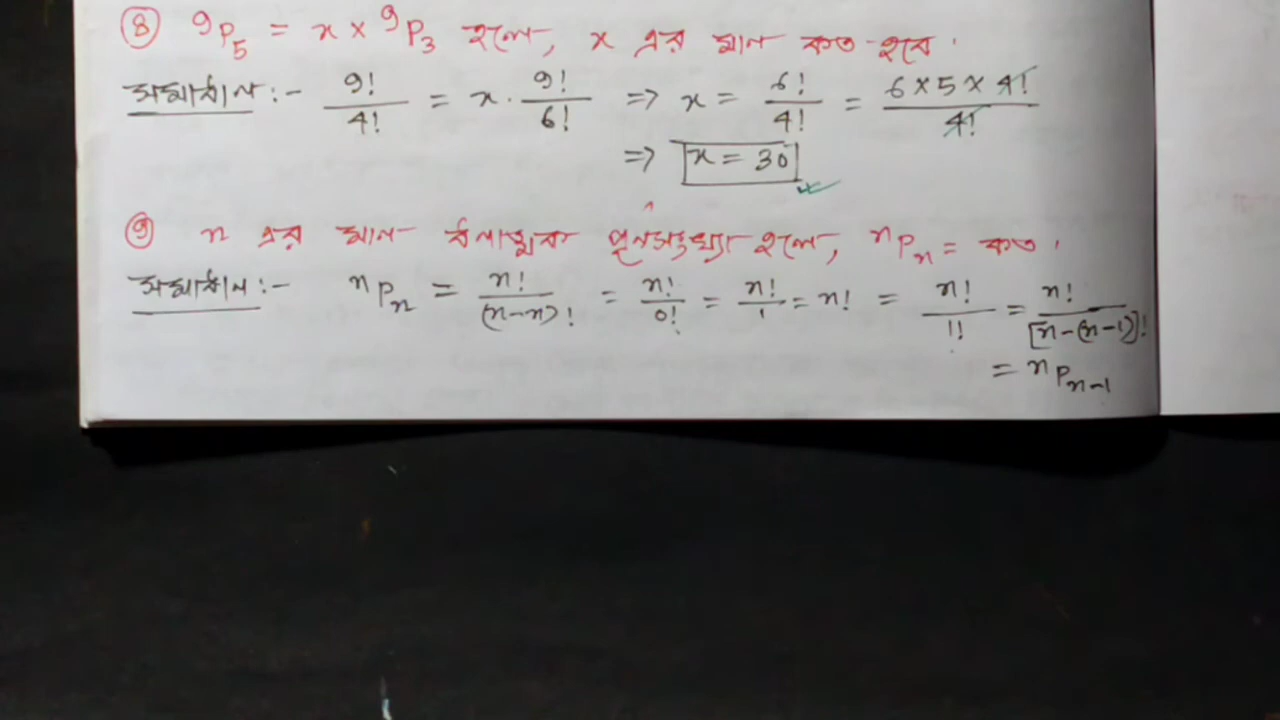 (8) ⁹P₅ = x × ⁹P₃ হলে, x এর মান কত হবে।
সমাধান :- 9!/4! = x · 9!/6! => x = 6!/4! = 6 × 5 × 4!/4!
=> x = 30
(9) n এর মান ধনাত্মক পূর্নসংখ্যা হলে, ⁿPₙ = কত।
সমাধান :- ⁿPₙ = n!/(n-n)! = n!/0! = n!/1 = n! = n!/1! = n!/[n-(n-1)]!
= ⁿPₙ₋₁